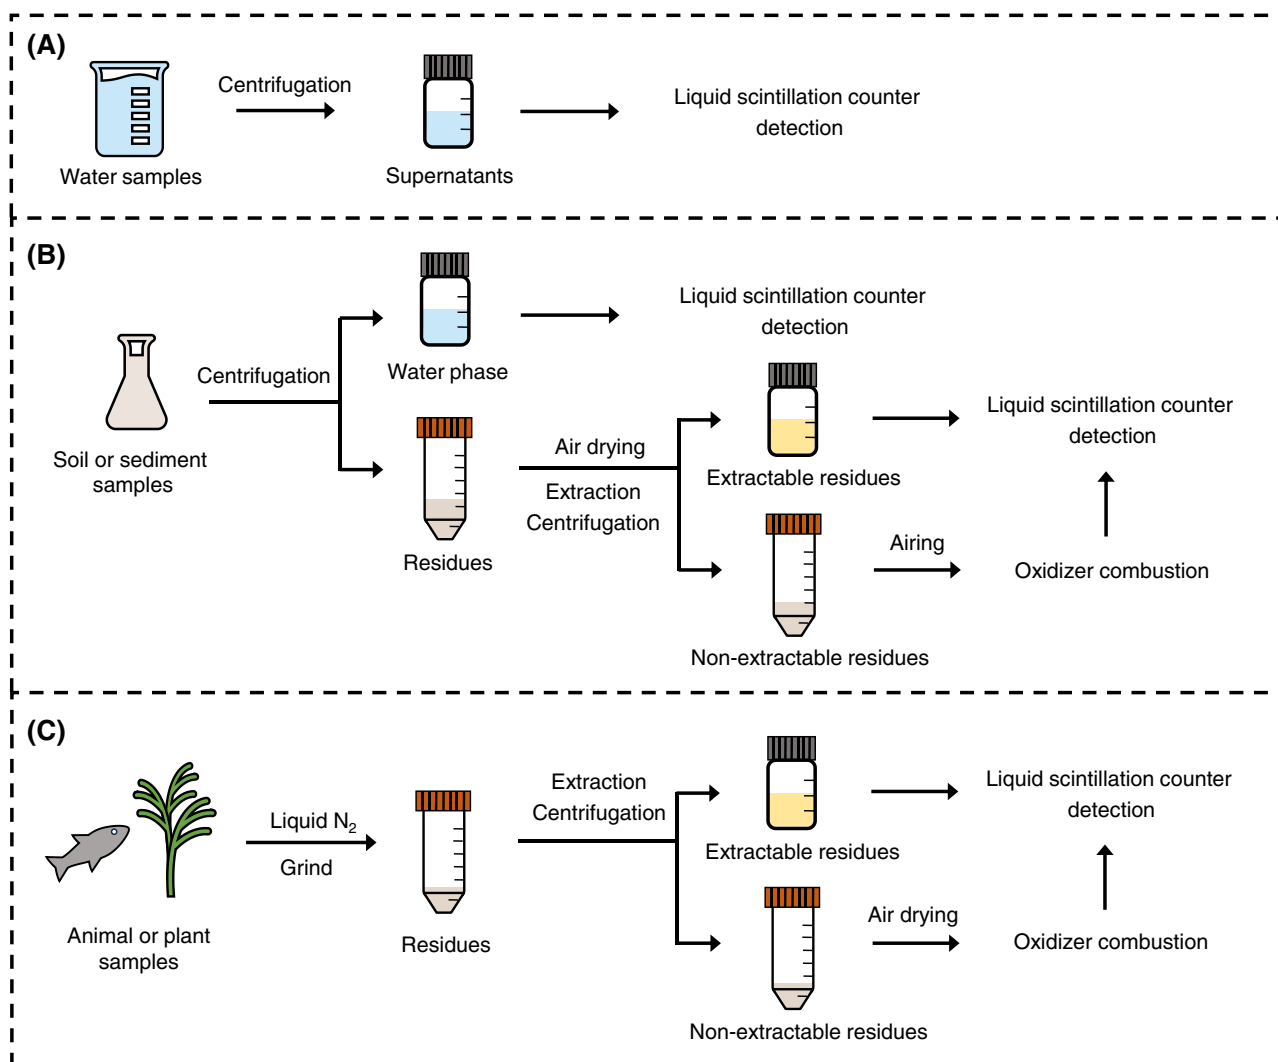 (A)
Centrifugation
Liquid scintillation counter
detection
Water samples
Supernatants
(B)
Liquid scintillation counter
detection
Water phase
Centrifugation
Soil or sediment
samples
Residues
Air drying
Extraction
Centrifugation
Extractable residues
Liquid scintillation counter
detection
Airing
Oxidizer combustion
Non-extractable residues
(C)
Liquid N₂
Grind
Animal or plant
samples
Residues
Extraction
Centrifugation
Extractable residues
Liquid scintillation counter
detection
Air drying
Oxidizer combustion
Non-extractable residues